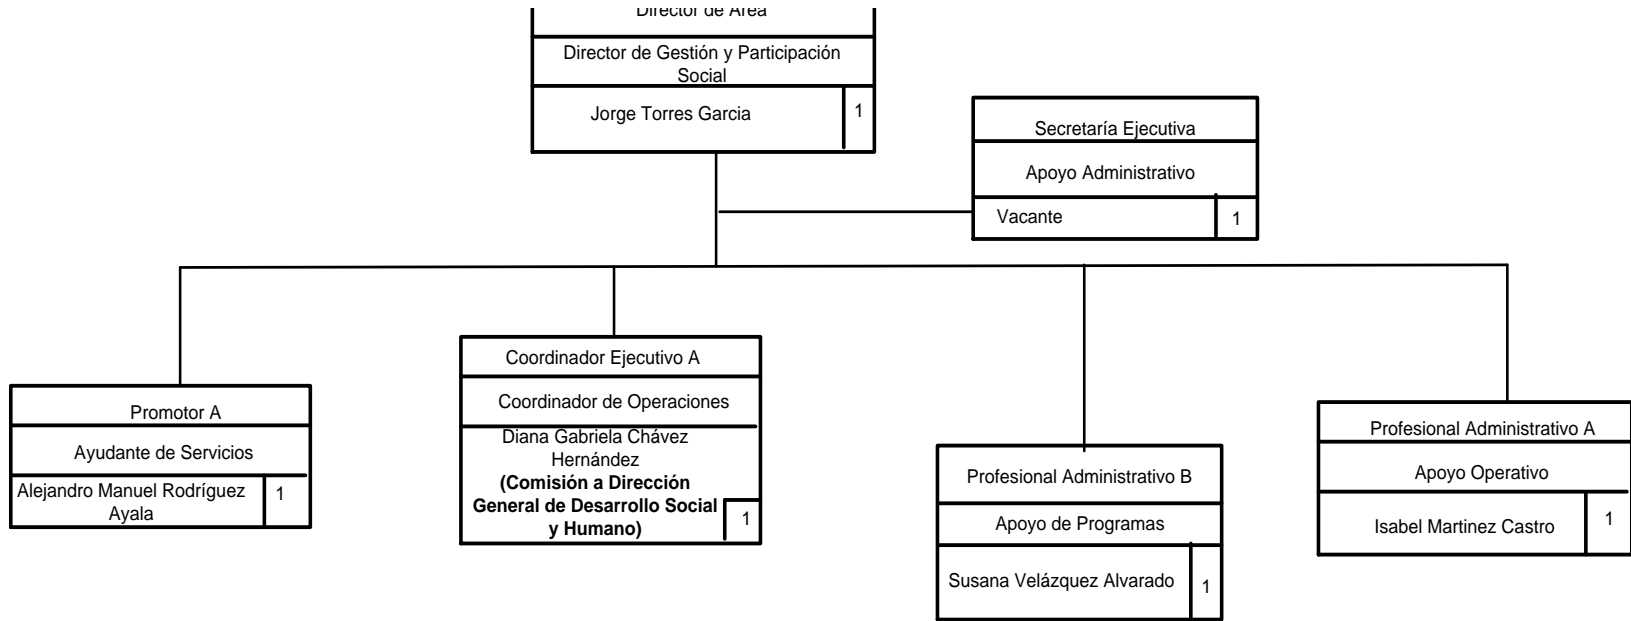 Director de Area
Director de Gestión y Participación
Social
Jorge Torres Garcia
1
Secretaría Ejecutiva
Apoyo Administrativo
Vacante
1
Promotor A
Ayudante de Servicios
Alejandro Manuel Rodríguez
Ayala
1
Coordinador Ejecutivo A
Coordinador de Operaciones
Diana Gabriela Chávez
Hernández
(Comisión a Dirección
General de Desarrollo Social
y Humano)
1
Profesional Administrativo B
Apoyo de Programas
Susana Velázquez Alvarado
1
Profesional Administrativo A
Apoyo Operativo
Isabel Martinez Castro
1